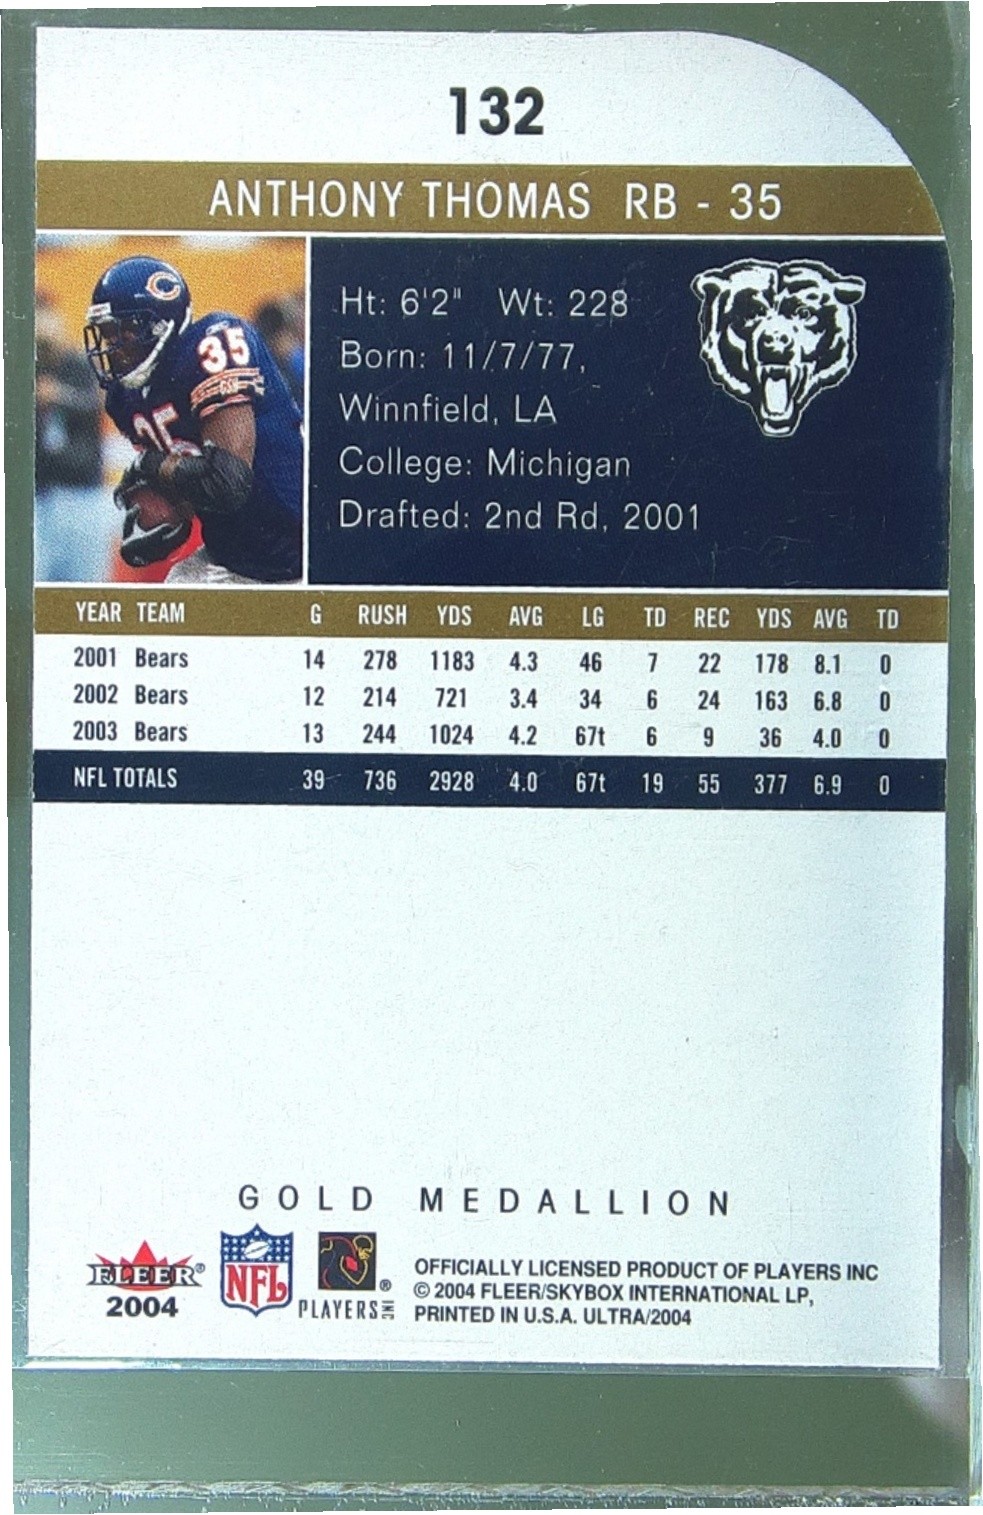 132
ANTHONY THOMAS RB - 35
Ht: 6'2" Wt: 228
Born: 11/7/77,
Winnfield, LA
College: Michigan
Drafted: 2nd Rd, 2001
C
35
35
YEAR TEAM G RUSH YDS AVG LG TD REC YDS AVG TD
2001 Bears 14 278 1183 4.3 46 7 22 178 8.1 0
2002 Bears 12 214 721 3.4 34 6 24 163 6.8 0
2003 Bears 13 244 1024 4.2 67t 6 9 36 4.0 0
NFL TOTALS 39 736 2928 4.0 67t 19 55 377 6.9 0
GOLD MEDALLION
FLEER®
2004
NFL
PLAYERS INC ®
OFFICIALLY LICENSED PRODUCT OF PLAYERS INC
© 2004 FLEER/SKYBOX INTERNATIONAL LP,
PRINTED IN U.S.A. ULTRA/2004